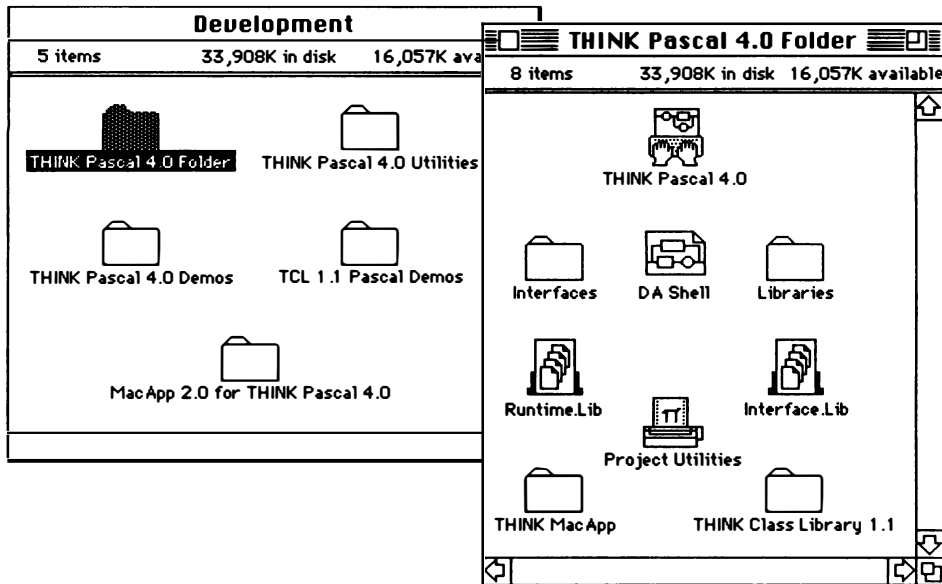 Development
5 items 33,908K in disk 16,057K ava
THINK Pascal 4.0 Folder THINK Pascal 4.0 Utilities
THINK Pascal 4.0 Demos TCL 1.1 Pascal Demos
MacApp 2.0 for THINK Pascal 4.0
THINK Pascal 4.0 Folder
8 items 33,908K in disk 16,057K available
THINK Pascal 4.0
Interfaces DA Shell Libraries
Runtime.Lib Interface.Lib
Project Utilities
THINK MacApp THINK Class Library 1.1